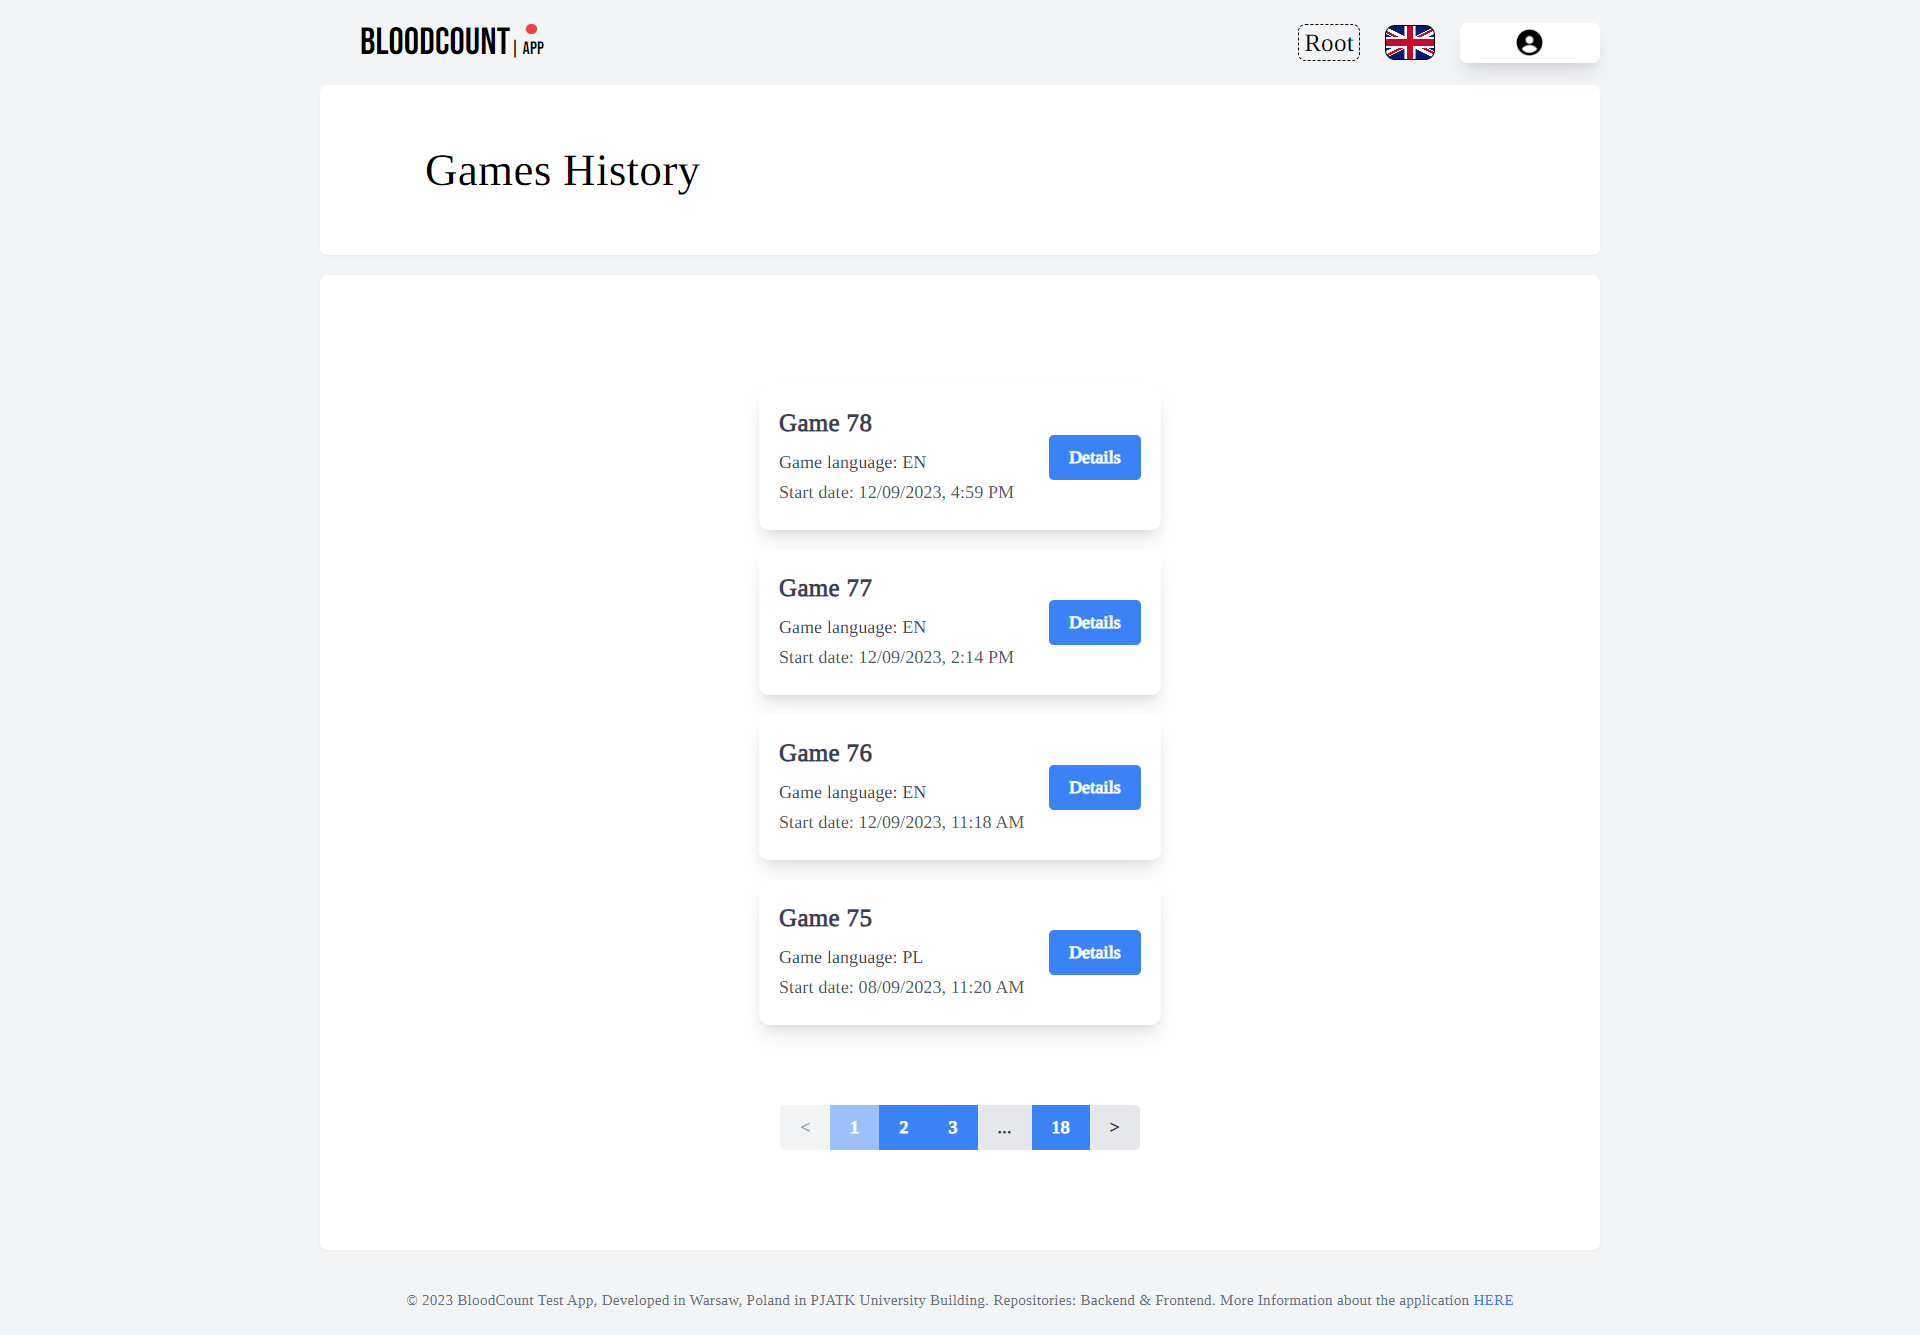 BLOODCOUNT | APP
Root
Games History
Game 78
Game language: EN
Start date: 12/09/2023, 4:59 PM
Details
Game 77
Game language: EN
Start date: 12/09/2023, 2:14 PM
Details
Game 76
Game language: EN
Start date: 12/09/2023, 11:18 AM
Details
Game 75
Game language: PL
Start date: 08/09/2023, 11:20 AM
Details
< 1 2 3 ... 18 >
© 2023 BloodCount Test App, Developed in Warsaw, Poland in PJATK University Building. Repositories: Backend & Frontend. More Information about the application HERE